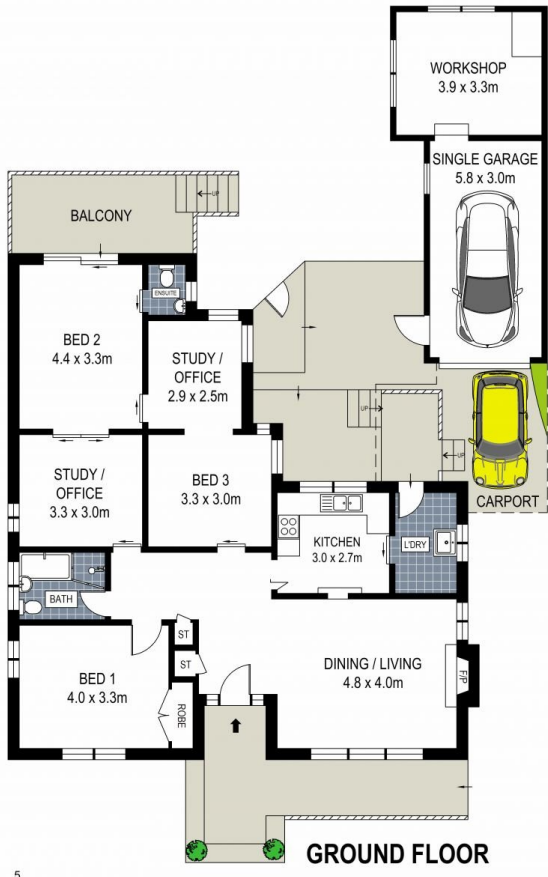 WORKSHOP
3.9 x 3.3m
SINGLE GARAGE
5.8 x 3.0m
UP
BALCONY
ENSUITE
BED 2
4.4 x 3.3m
STUDY /
OFFICE
2.9 x 2.5m
STUDY /
OFFICE
3.3 x 3.0m
BED 3
3.3 x 3.0m
UP
UP
CARPORT
KITCHEN
3.0 x 2.7m
L'DRY
BATH
ST
ST
BED 1
4.0 x 3.3m
ROBE
DINING / LIVING
4.8 x 4.0m
F/P
GROUND FLOOR
5